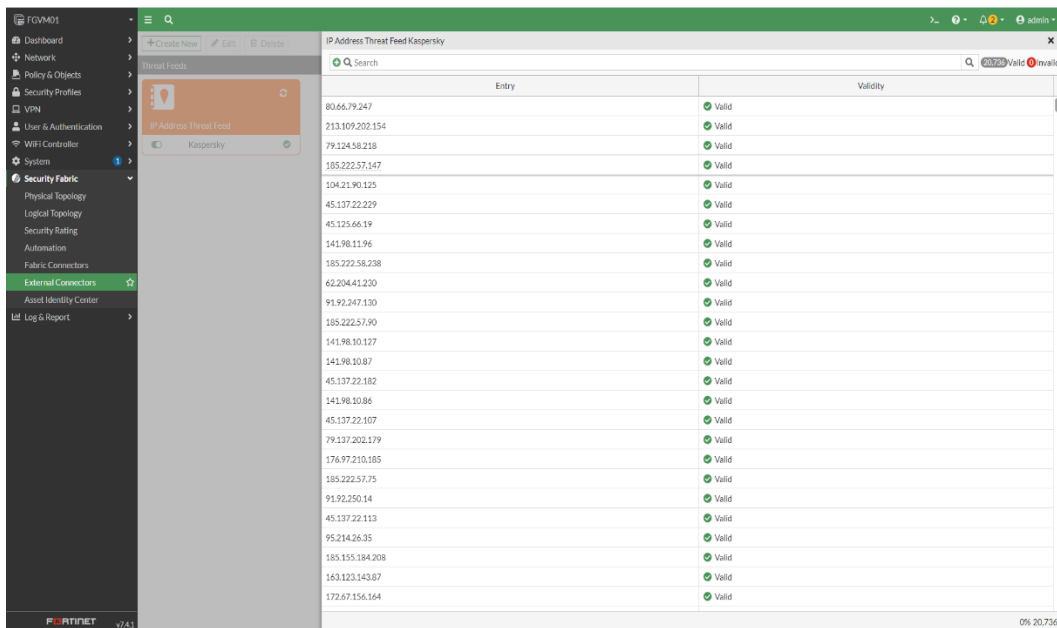 FGVM01
>_
admin
2
Dashboard
Network
Policy & Objects
Security Profiles
VPN
User & Authentication
WiFi Controller
System 1
Security Fabric
Physical Topology
Logical Topology
Security Rating
Automation
Fabric Connectors
External Connectors
Asset Identity Center
Log & Report
FORTINET v7.4.1
+ Create New Edit Delete
Threat Feeds
IP Address Threat Feed
Kaspersky
IP Address Threat Feed Kaspersky
Search
20,736 Valid 0 Invalid
Entry Validity
80.66.79.247 Valid
213.109.202.154 Valid
79.124.58.218 Valid
185.222.57.147 Valid
104.21.90.125 Valid
45.137.22.229 Valid
45.125.66.19 Valid
141.98.11.96 Valid
185.222.58.238 Valid
62.204.41.230 Valid
91.92.247.130 Valid
185.222.57.90 Valid
141.98.10.127 Valid
141.98.10.87 Valid
45.137.22.182 Valid
141.98.10.86 Valid
45.137.22.107 Valid
79.137.202.179 Valid
176.97.210.185 Valid
185.222.57.75 Valid
91.92.250.14 Valid
45.137.22.113 Valid
95.214.26.35 Valid
185.155.184.208 Valid
163.123.143.87 Valid
172.67.156.164 Valid
0% 20,736